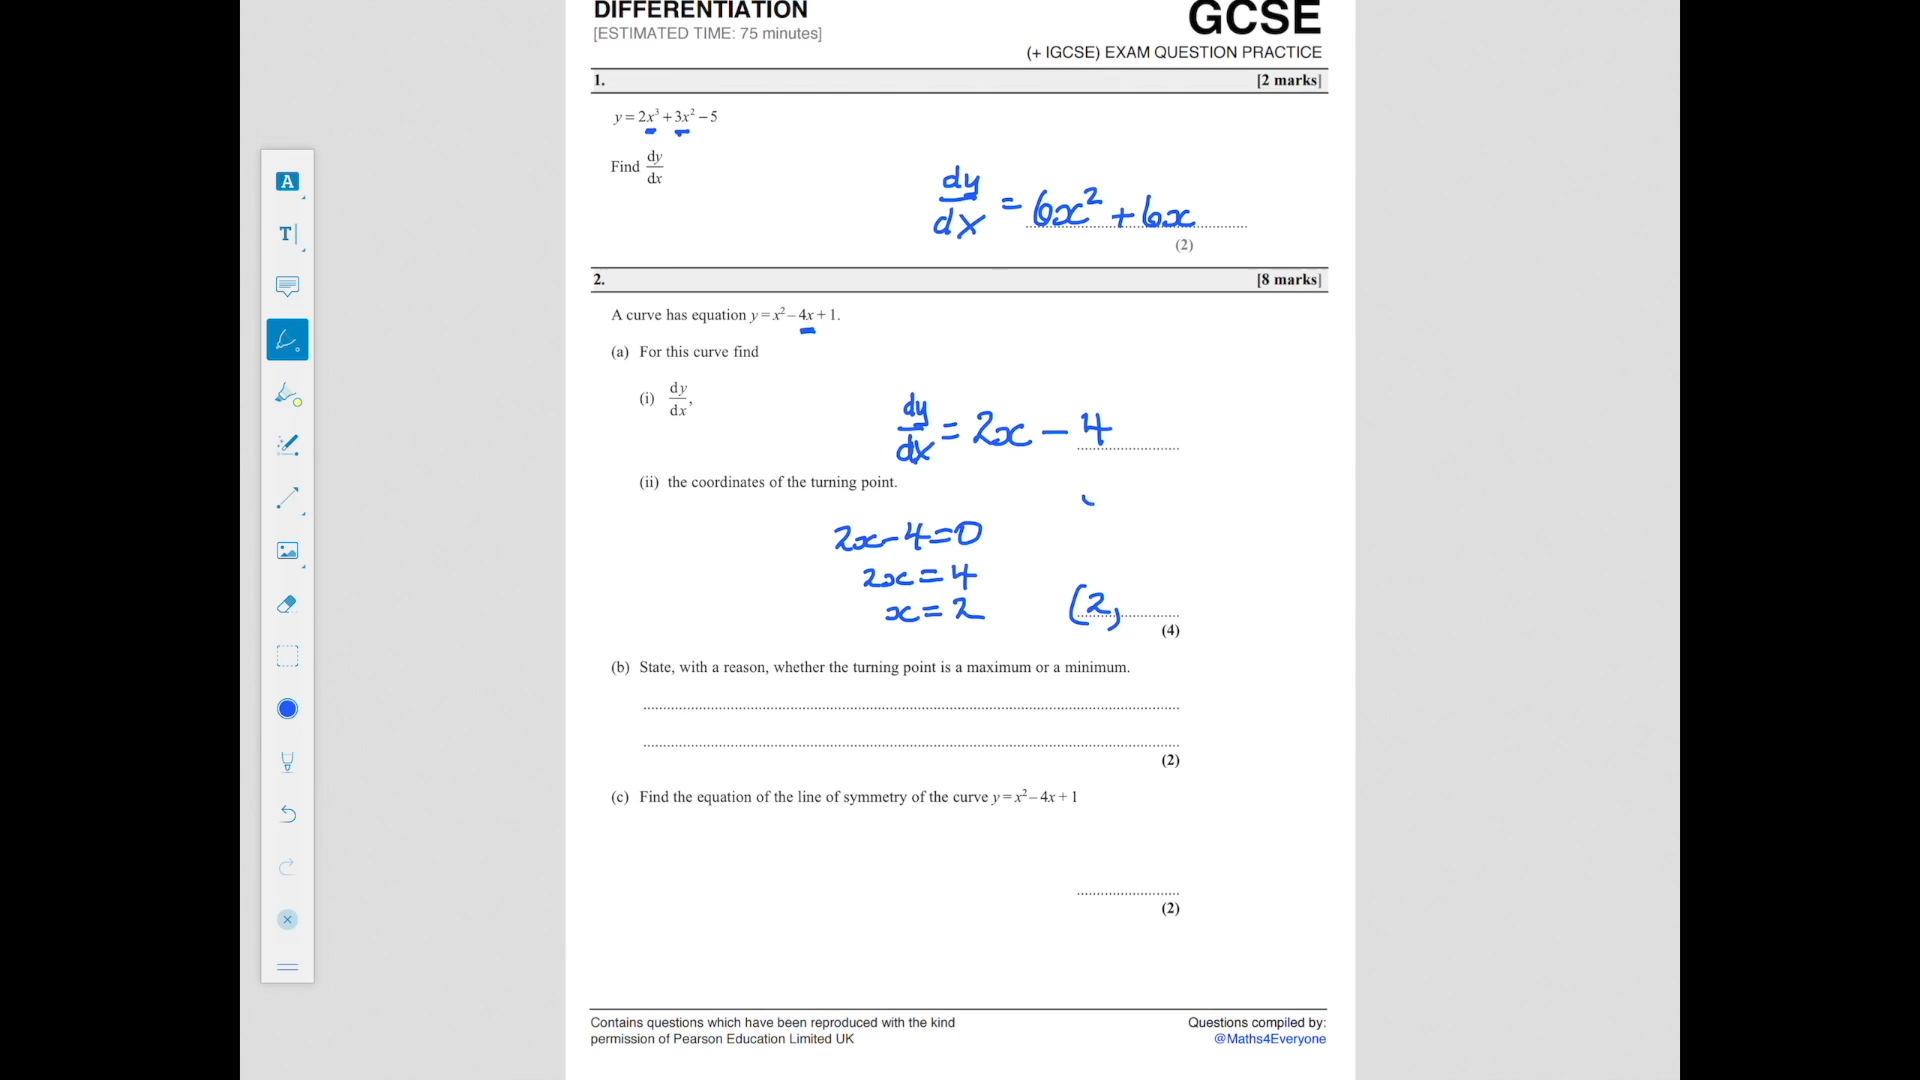 DIFFERENTIATION
GCSE
[ESTIMATED TIME: 75 minutes]
(+ IGCSE) EXAM QUESTION PRACTICE
1. [2 marks]
y = 2x³ + 3x² – 5
Find dy/dx
dy/dx = 6x² + 6x
(2)
2. [8 marks]
A curve has equation y = x² – 4x + 1.
(a) For this curve find
(i) dy/dx,
dy/dx = 2x – 4
(ii) the coordinates of the turning point.
2x-4=0
2x=4
x=2 (2,
(4)
(b) State, with a reason, whether the turning point is a maximum or a minimum.
(2)
(c) Find the equation of the line of symmetry of the curve y = x² – 4x + 1
(2)
Contains questions which have been reproduced with the kind
permission of Pearson Education Limited UK
Questions compiled by:
@Maths4Everyone
A
T